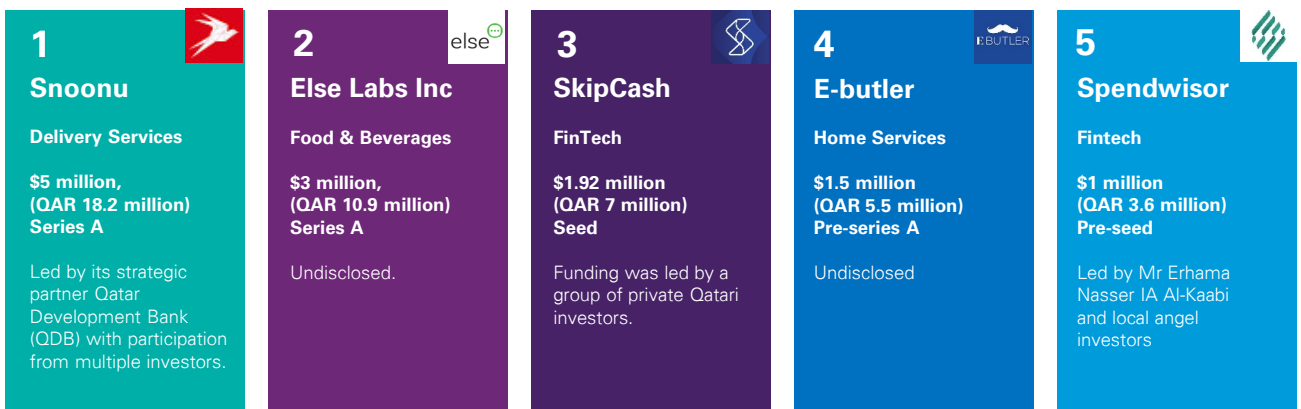 1
Snoonu
Delivery Services
$5 million,
(QAR 18.2 million)
Series A
Led by its strategic
partner Qatar
Development Bank
(QDB) with participation
from multiple investors.
2
else
Else Labs Inc
Food & Beverages
$3 million,
(QAR 10.9 million)
Series A
Undisclosed.
3
SkipCash
FinTech
$1.92 million
(QAR 7 million)
Seed
Funding was led by a
group of private Qatari
investors.
4
EBUTLER
E-butler
Home Services
$1.5 million
(QAR 5.5 million)
Pre-series A
Undisclosed
5
Spendwisor
Fintech
$1 million
(QAR 3.6 million)
Pre-seed
Led by Mr Erhama
Nasser IA Al-Kaabi
and local angel
investors